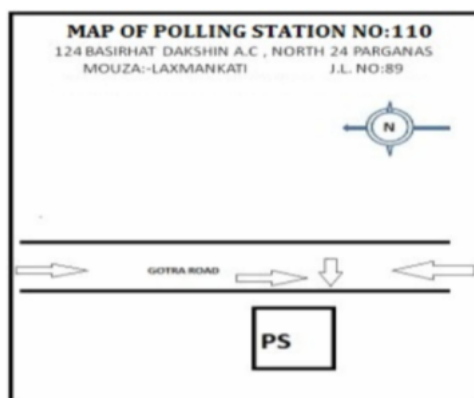 MAP OF POLLING STATION NO:110
124 BASIRHAT DAKSHIN A.C , NORTH 24 PARGANAS
MOUZA:-LAXMANKATI J.L. NO:89
N
GOTRA ROAD
PS